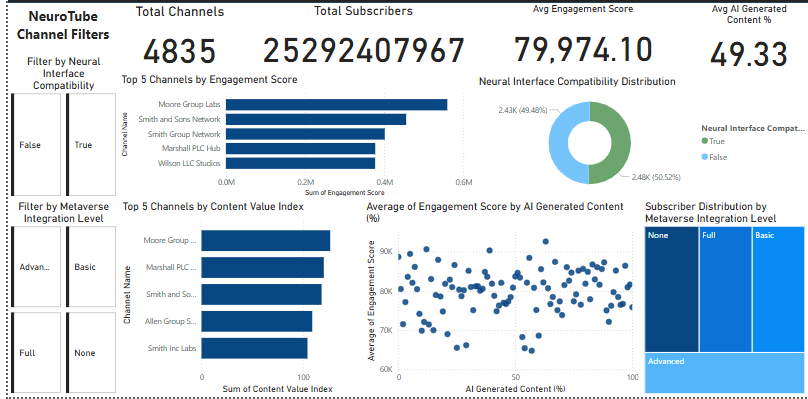 NeuroTube
Channel Filters
Filter by Neural
Interface
Compatibility
False
True
Filter by Metaverse
Integration Level
Advan...
Basic
Full
None
Total Channels
4835
Total Subscribers
25292407967
Avg Engagement Score
79,974.10
Avg AI Generated
Content %
49.33
Top 5 Channels by Engagement Score
Channel Name
Moore Group Labs
Smith and Sons Network
Smith Group Network
Marshall PLC Hub
Wilson LLC Studios
0.0M
0.2M
0.4M
0.6M
Sum of Engagement Score
Neural Interface Compatibility Distribution
2.43K (49.48%)
2.48K (50.52%)
Neural Interface Compat...
True
False
Top 5 Channels by Content Value Index
Channel Name
Moore Group ...
Marshall PLC ...
Smith and So...
Allen Group S...
Smith Inc Labs
0
100
Sum of Content Value Index
Average of Engagement Score by AI Generated Content
(%)
Average of Engagement Score
90K
80K
70K
60K
0
50
100
AI Generated Content (%)
Subscriber Distribution by
Metaverse Integration Level
None
Full
Basic
Advanced